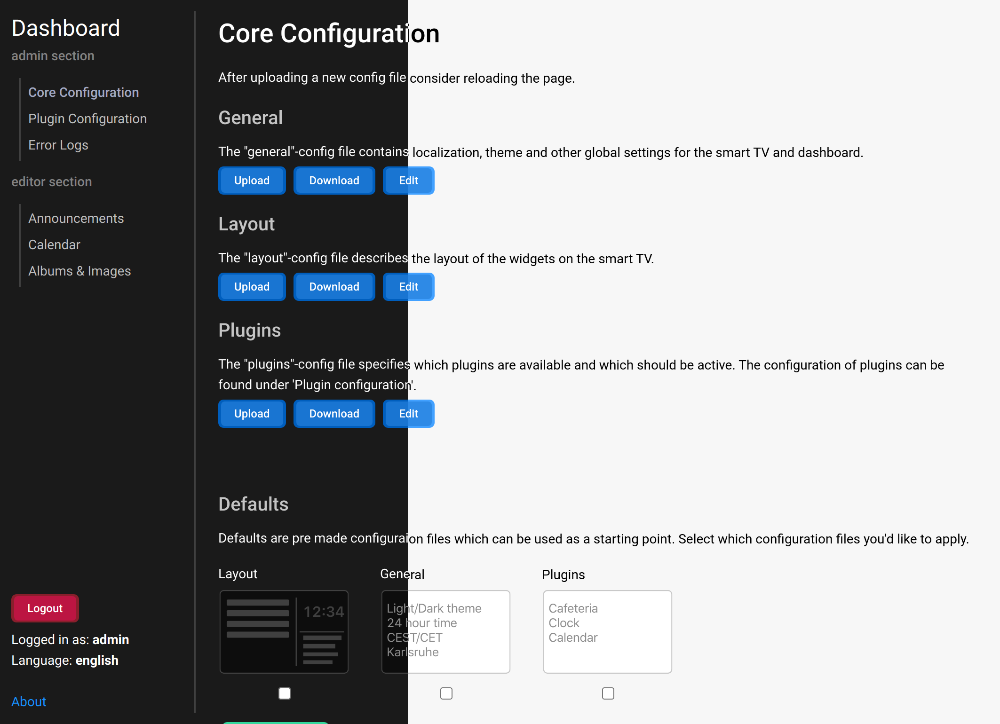 Dashboard
admin section
Core Configuration
Plugin Configuration
Error Logs
editor section
Announcements
Calendar
Albums & Images
Logout
Logged in as: admin
Language: english
About
Core Configuration
After uploading a new config file consider reloading the page.
General
The "general"-config file contains localization, theme and other global settings for the smart TV and dashboard.
Upload Download Edit
Layout
The "layout"-config file describes the layout of the widgets on the smart TV.
Upload Download Edit
Plugins
The "plugins"-config file specifies which plugins are available and which should be active. The configuration of plugins can be
found under 'Plugin configuration'.
Upload Download Edit
Defaults
Defaults are pre made configuraion files which can be used as a starting point. Select which configuration files you'd like to apply.
Layout
12:34
General
Light/Dark theme
24 hour time
CEST/CET
Karlsruhe
Plugins
Cafeteria
Clock
Calendar